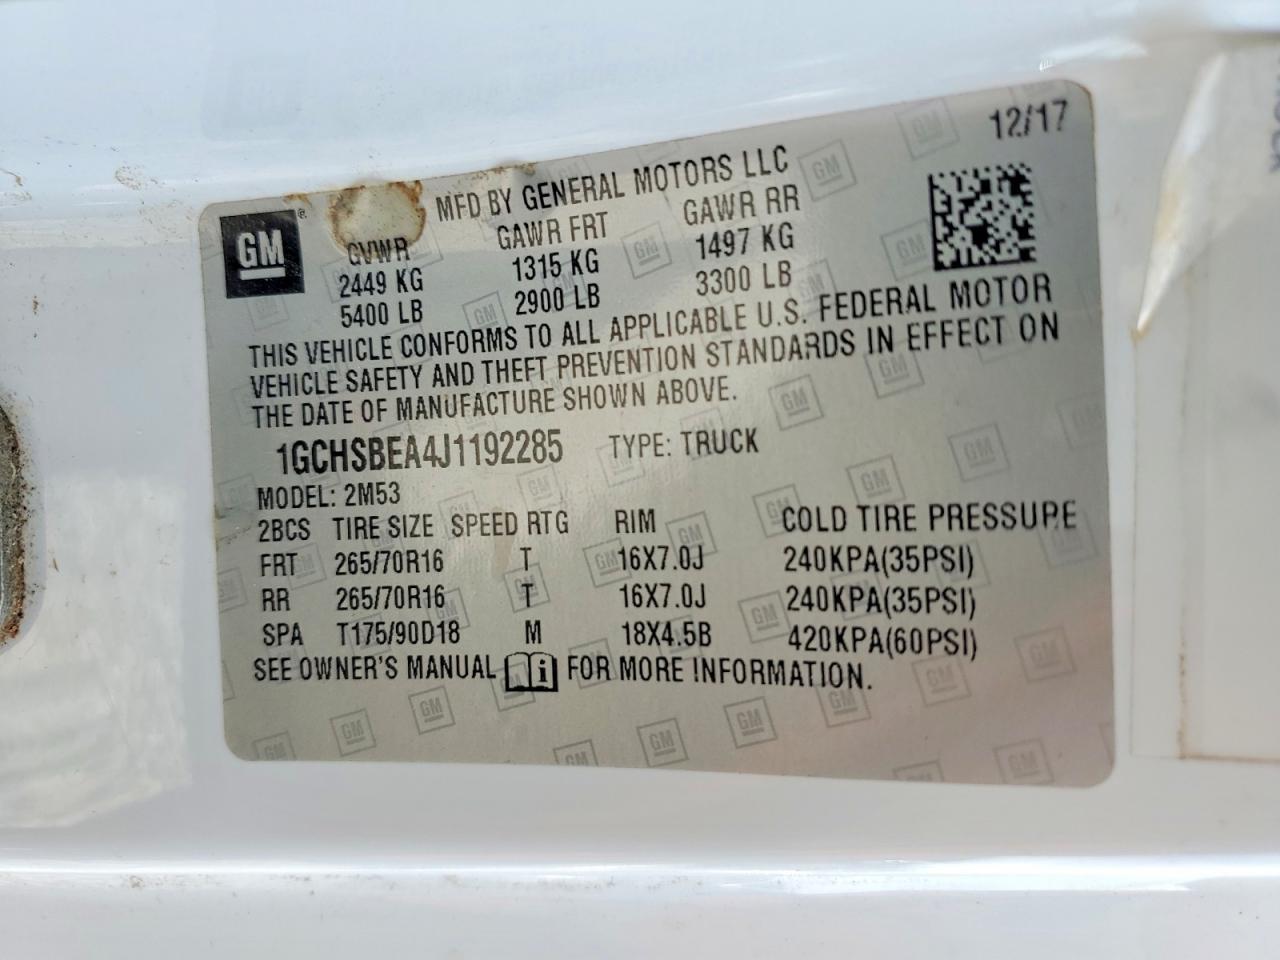 12/17
GM
MFD BY GENERAL MOTORS LLC
GVWR GAWR FRT GAWR RR
2449 KG 1315 KG 1497 KG
5400 LB 2900 LB 3300 LB
THIS VEHICLE CONFORMS TO ALL APPLICABLE U.S. FEDERAL MOTOR
VEHICLE SAFETY AND THEFT PREVENTION STANDARDS IN EFFECT ON
THE DATE OF MANUFACTURE SHOWN ABOVE.
1GCHSBEA4J1192285 TYPE: TRUCK
MODEL: 2M53
2BCS TIRE SIZE SPEED RTG RIM COLD TIRE PRESSURE
FRT 265/70R16 T 16X7.0J 240KPA(35PSI)
RR 265/70R16 T 16X7.0J 240KPA(35PSI)
SPA T175/90D18 M 18X4.5B 420KPA(60PSI)
SEE OWNER'S MANUAL FOR MORE INFORMATION.